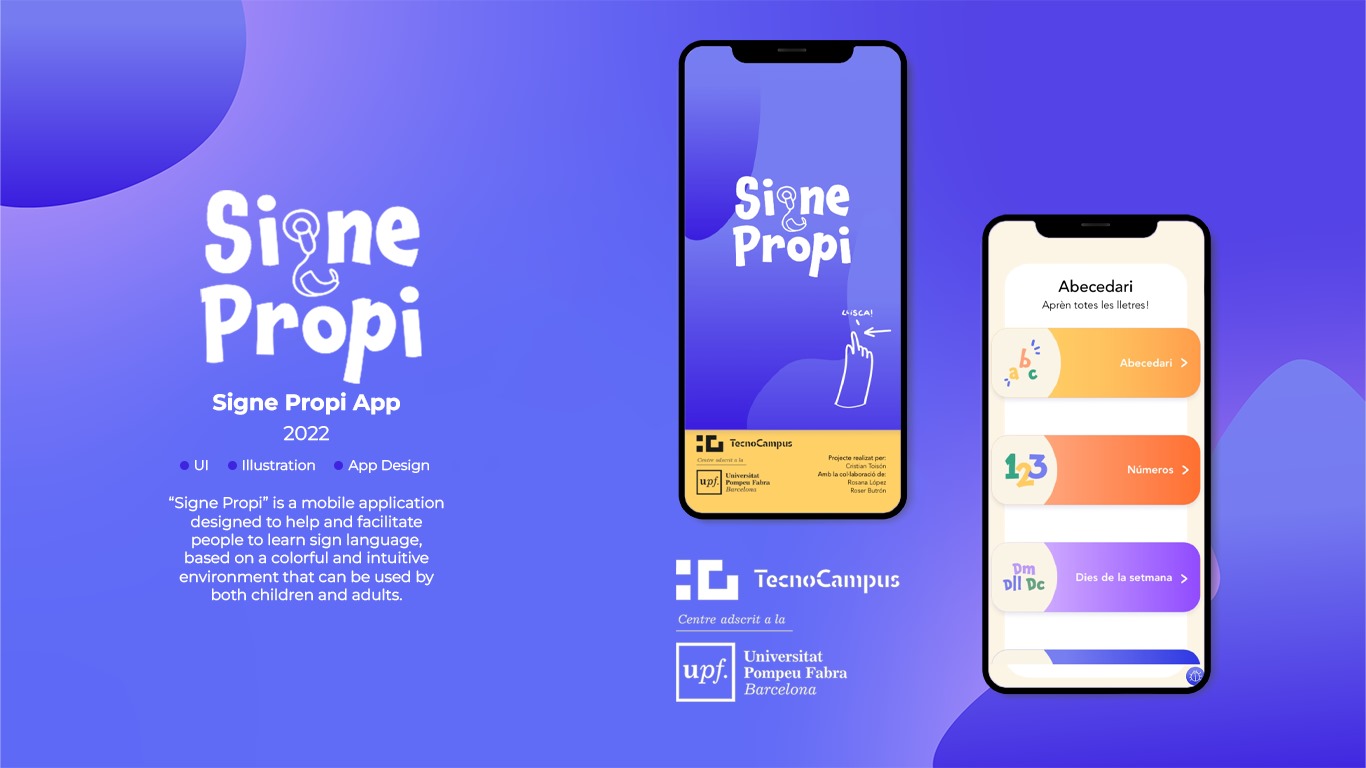 Signe
Propi
Signe Propi App
2022
UI
Illustration
App Design
“Signe Propi” is a mobile application
designed to help and facilitate
people to learn sign language,
based on a colorful and intuitive
environment that can be used by
both children and adults.
Signe
Propi
LLISCA!
TecnoCampus
Centre adscrit a la
upf.
Universitat
Pompeu Fabra
Barcelona
Projecte realitzat per:
Cristian Toisón
Amb la col·laboració de:
Rosana López
Roser Butrón
TecnoCampus
Centre adscrit a la
upf.
Universitat
Pompeu Fabra
Barcelona
Abecedari
Aprèn totes les lletres!
abc
Abecedari
123
Números
Dm
Dll Dc
Dies de la setmana